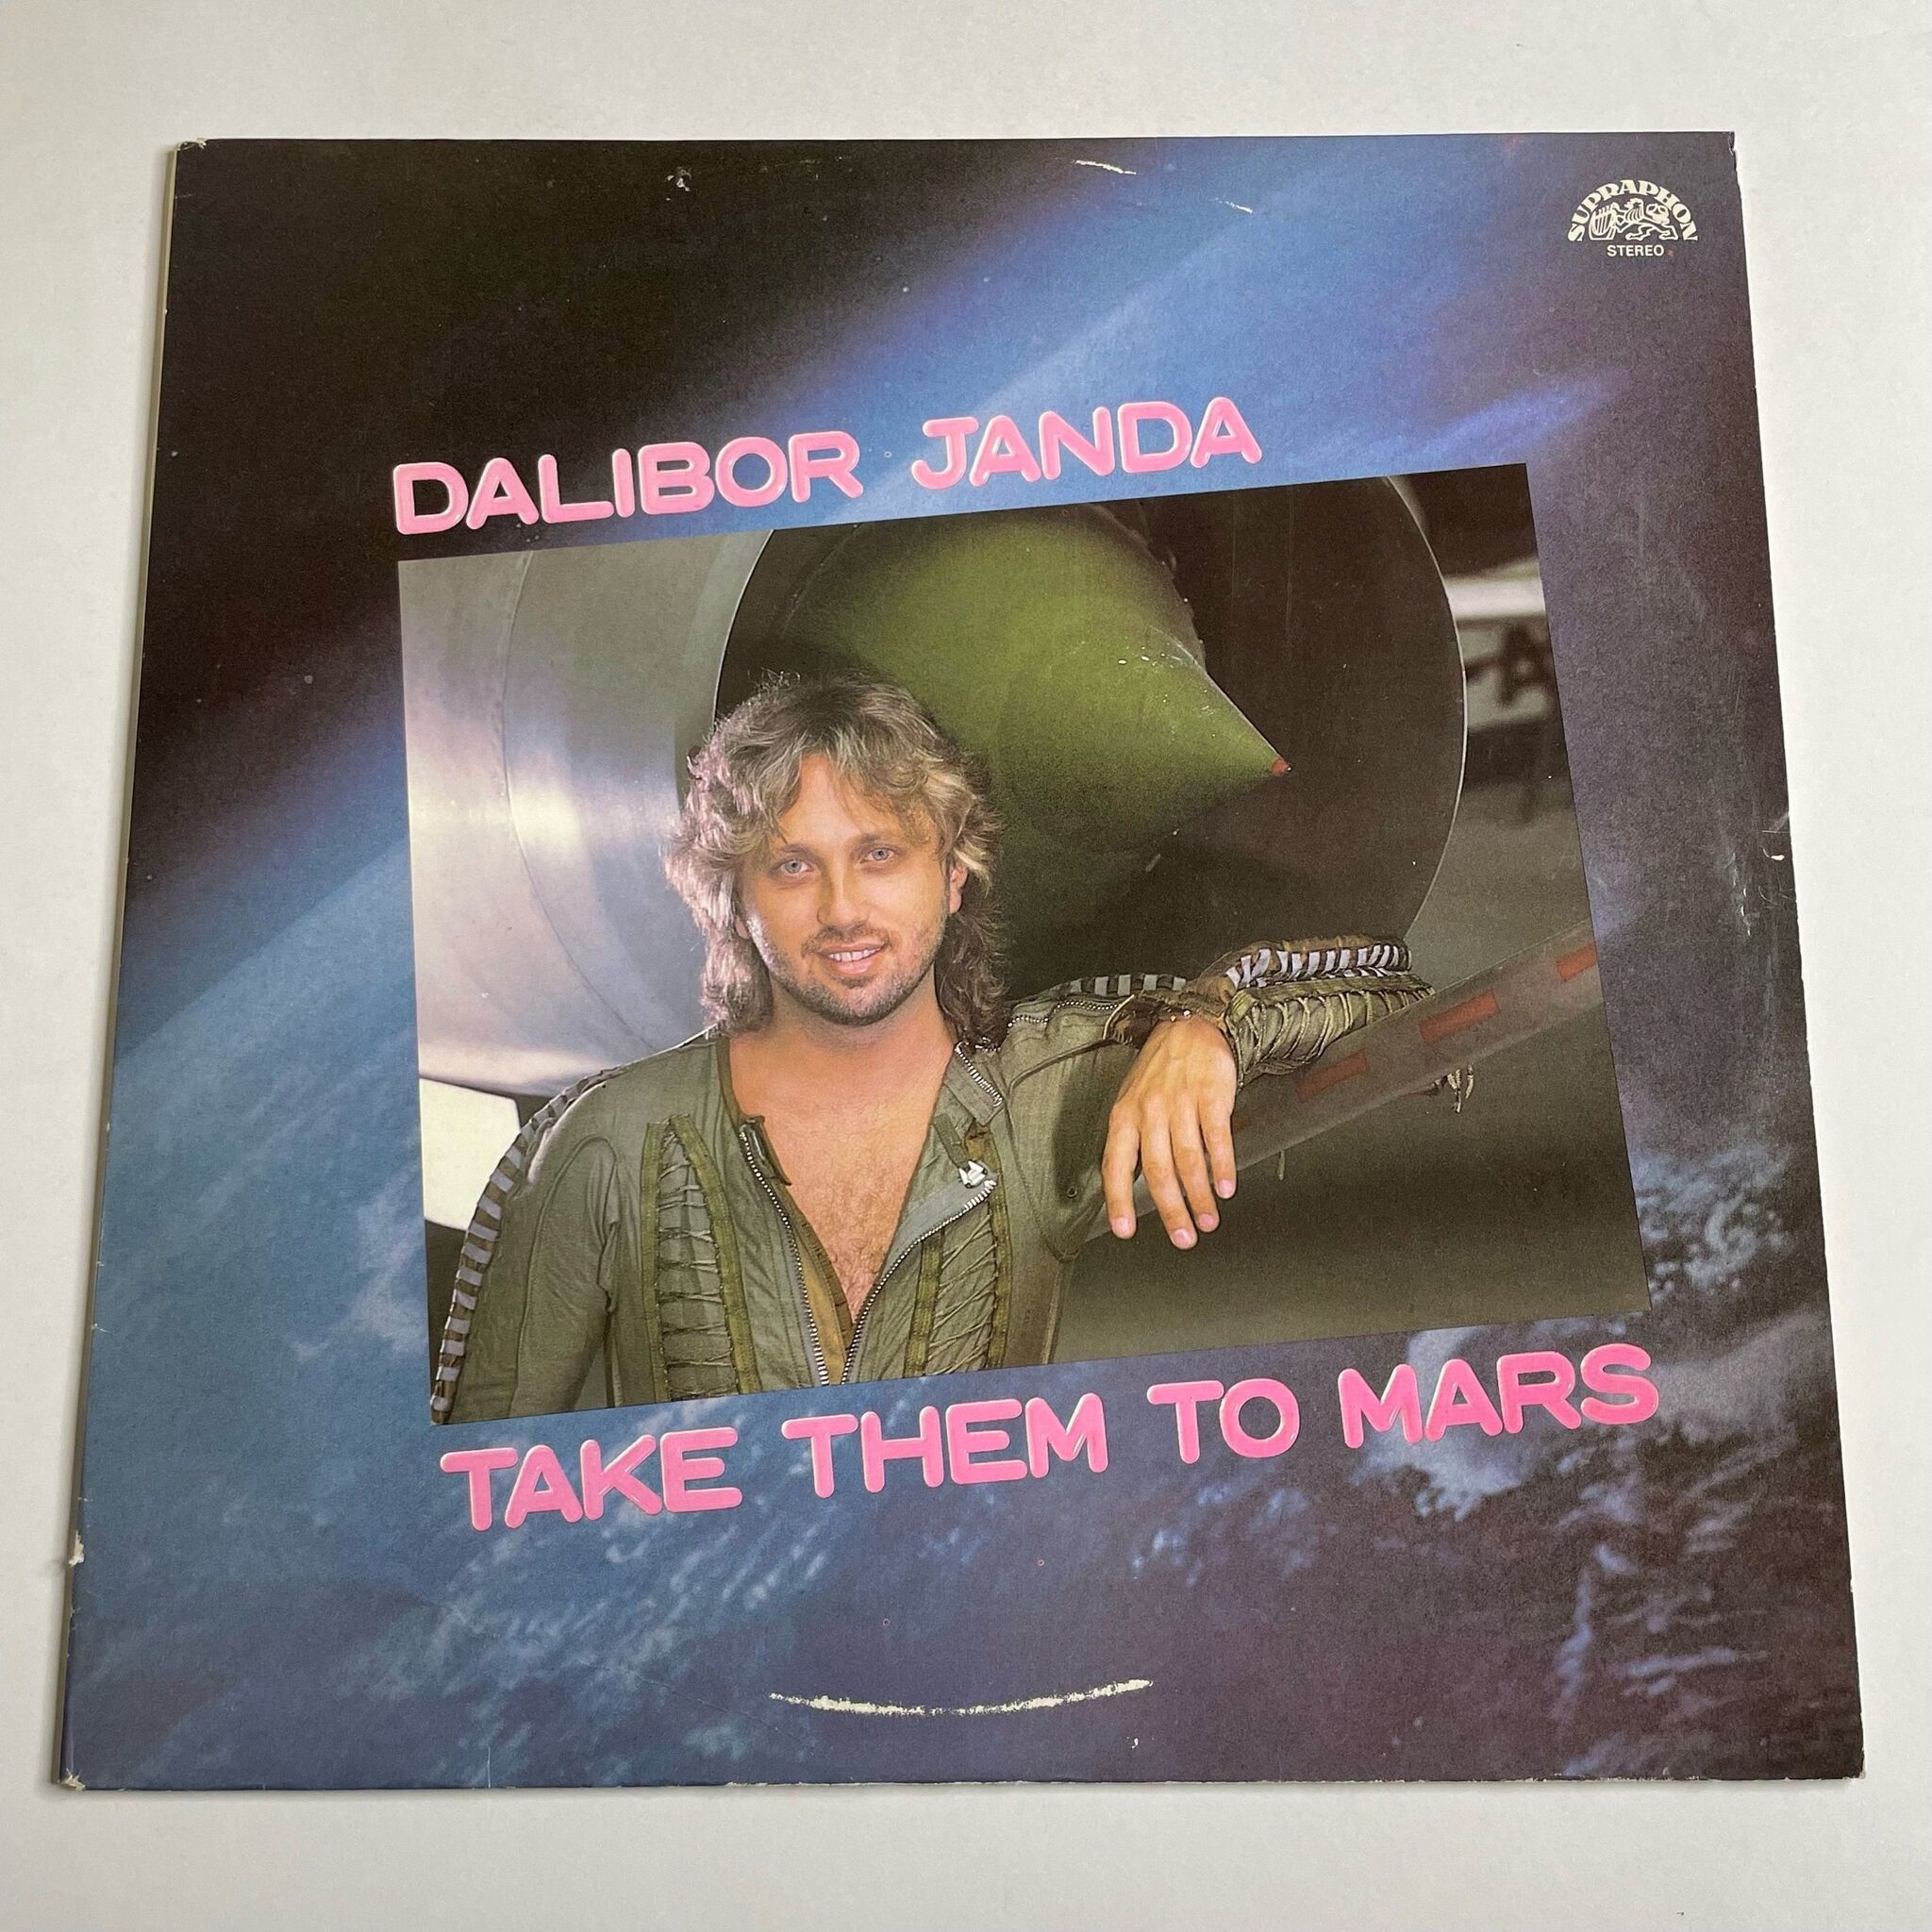 SUPRAPHON
STEREO
DALIBOR JANDA
TAKE THEM TO MARS